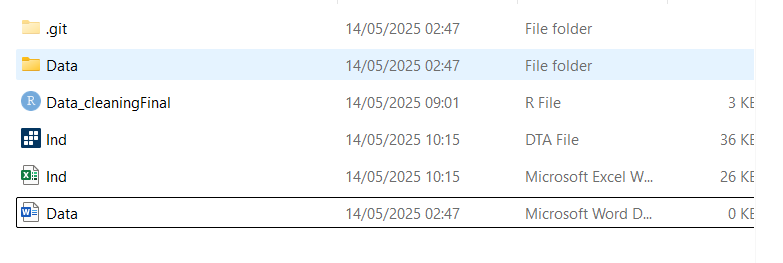 .git 14/05/2025 02:47 File folder
Data 14/05/2025 02:47 File folder
R Data_cleaningFinal 14/05/2025 09:01 R File 3 KB
Ind 14/05/2025 10:15 DTA File 36 KB
Ind 14/05/2025 10:15 Microsoft Excel W... 26 KB
Data 14/05/2025 02:47 Microsoft Word D... 0 KB